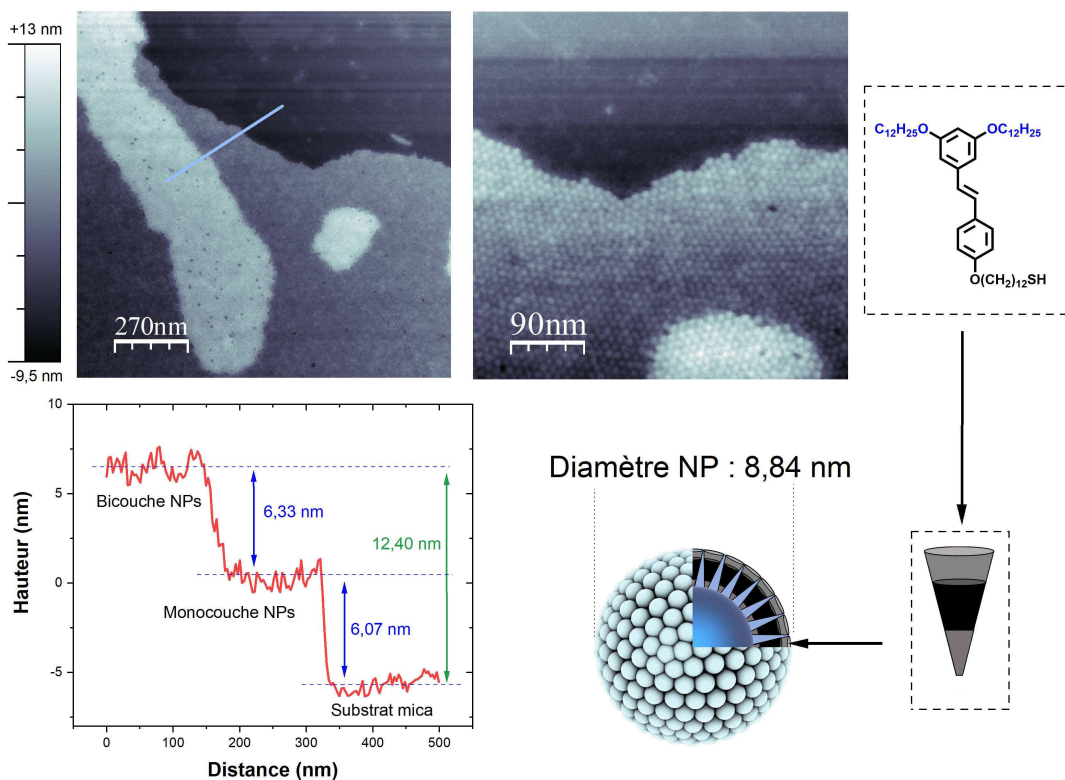 +13 nm
-9,5 nm
270nm
90nm
C12H25O
OC12H25
O(CH2)12SH
10
5
0
-5
Hauteur (nm)
Bicouche NPs
6,33 nm
12,40 nm
Monocouche NPs
6,07 nm
Substrat mica
0
100
200
300
400
500
Distance (nm)
Diamètre NP : 8,84 nm